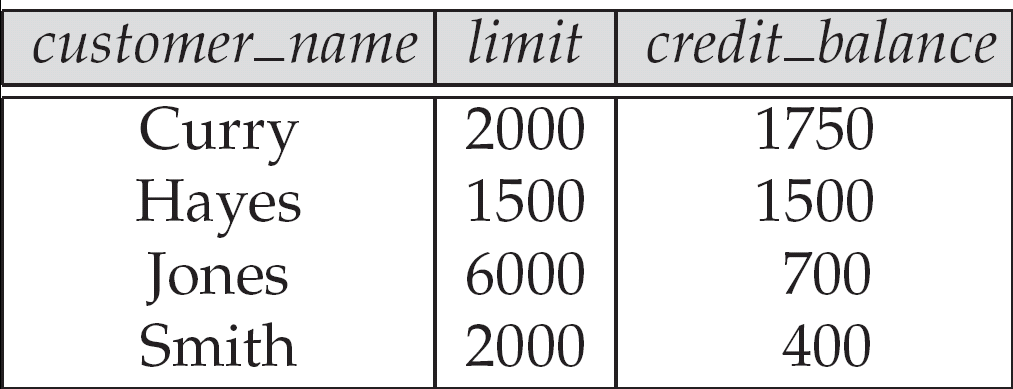 customer_name limit credit_balance
Curry 2000 1750
Hayes 1500 1500
Jones 6000 700
Smith 2000 400